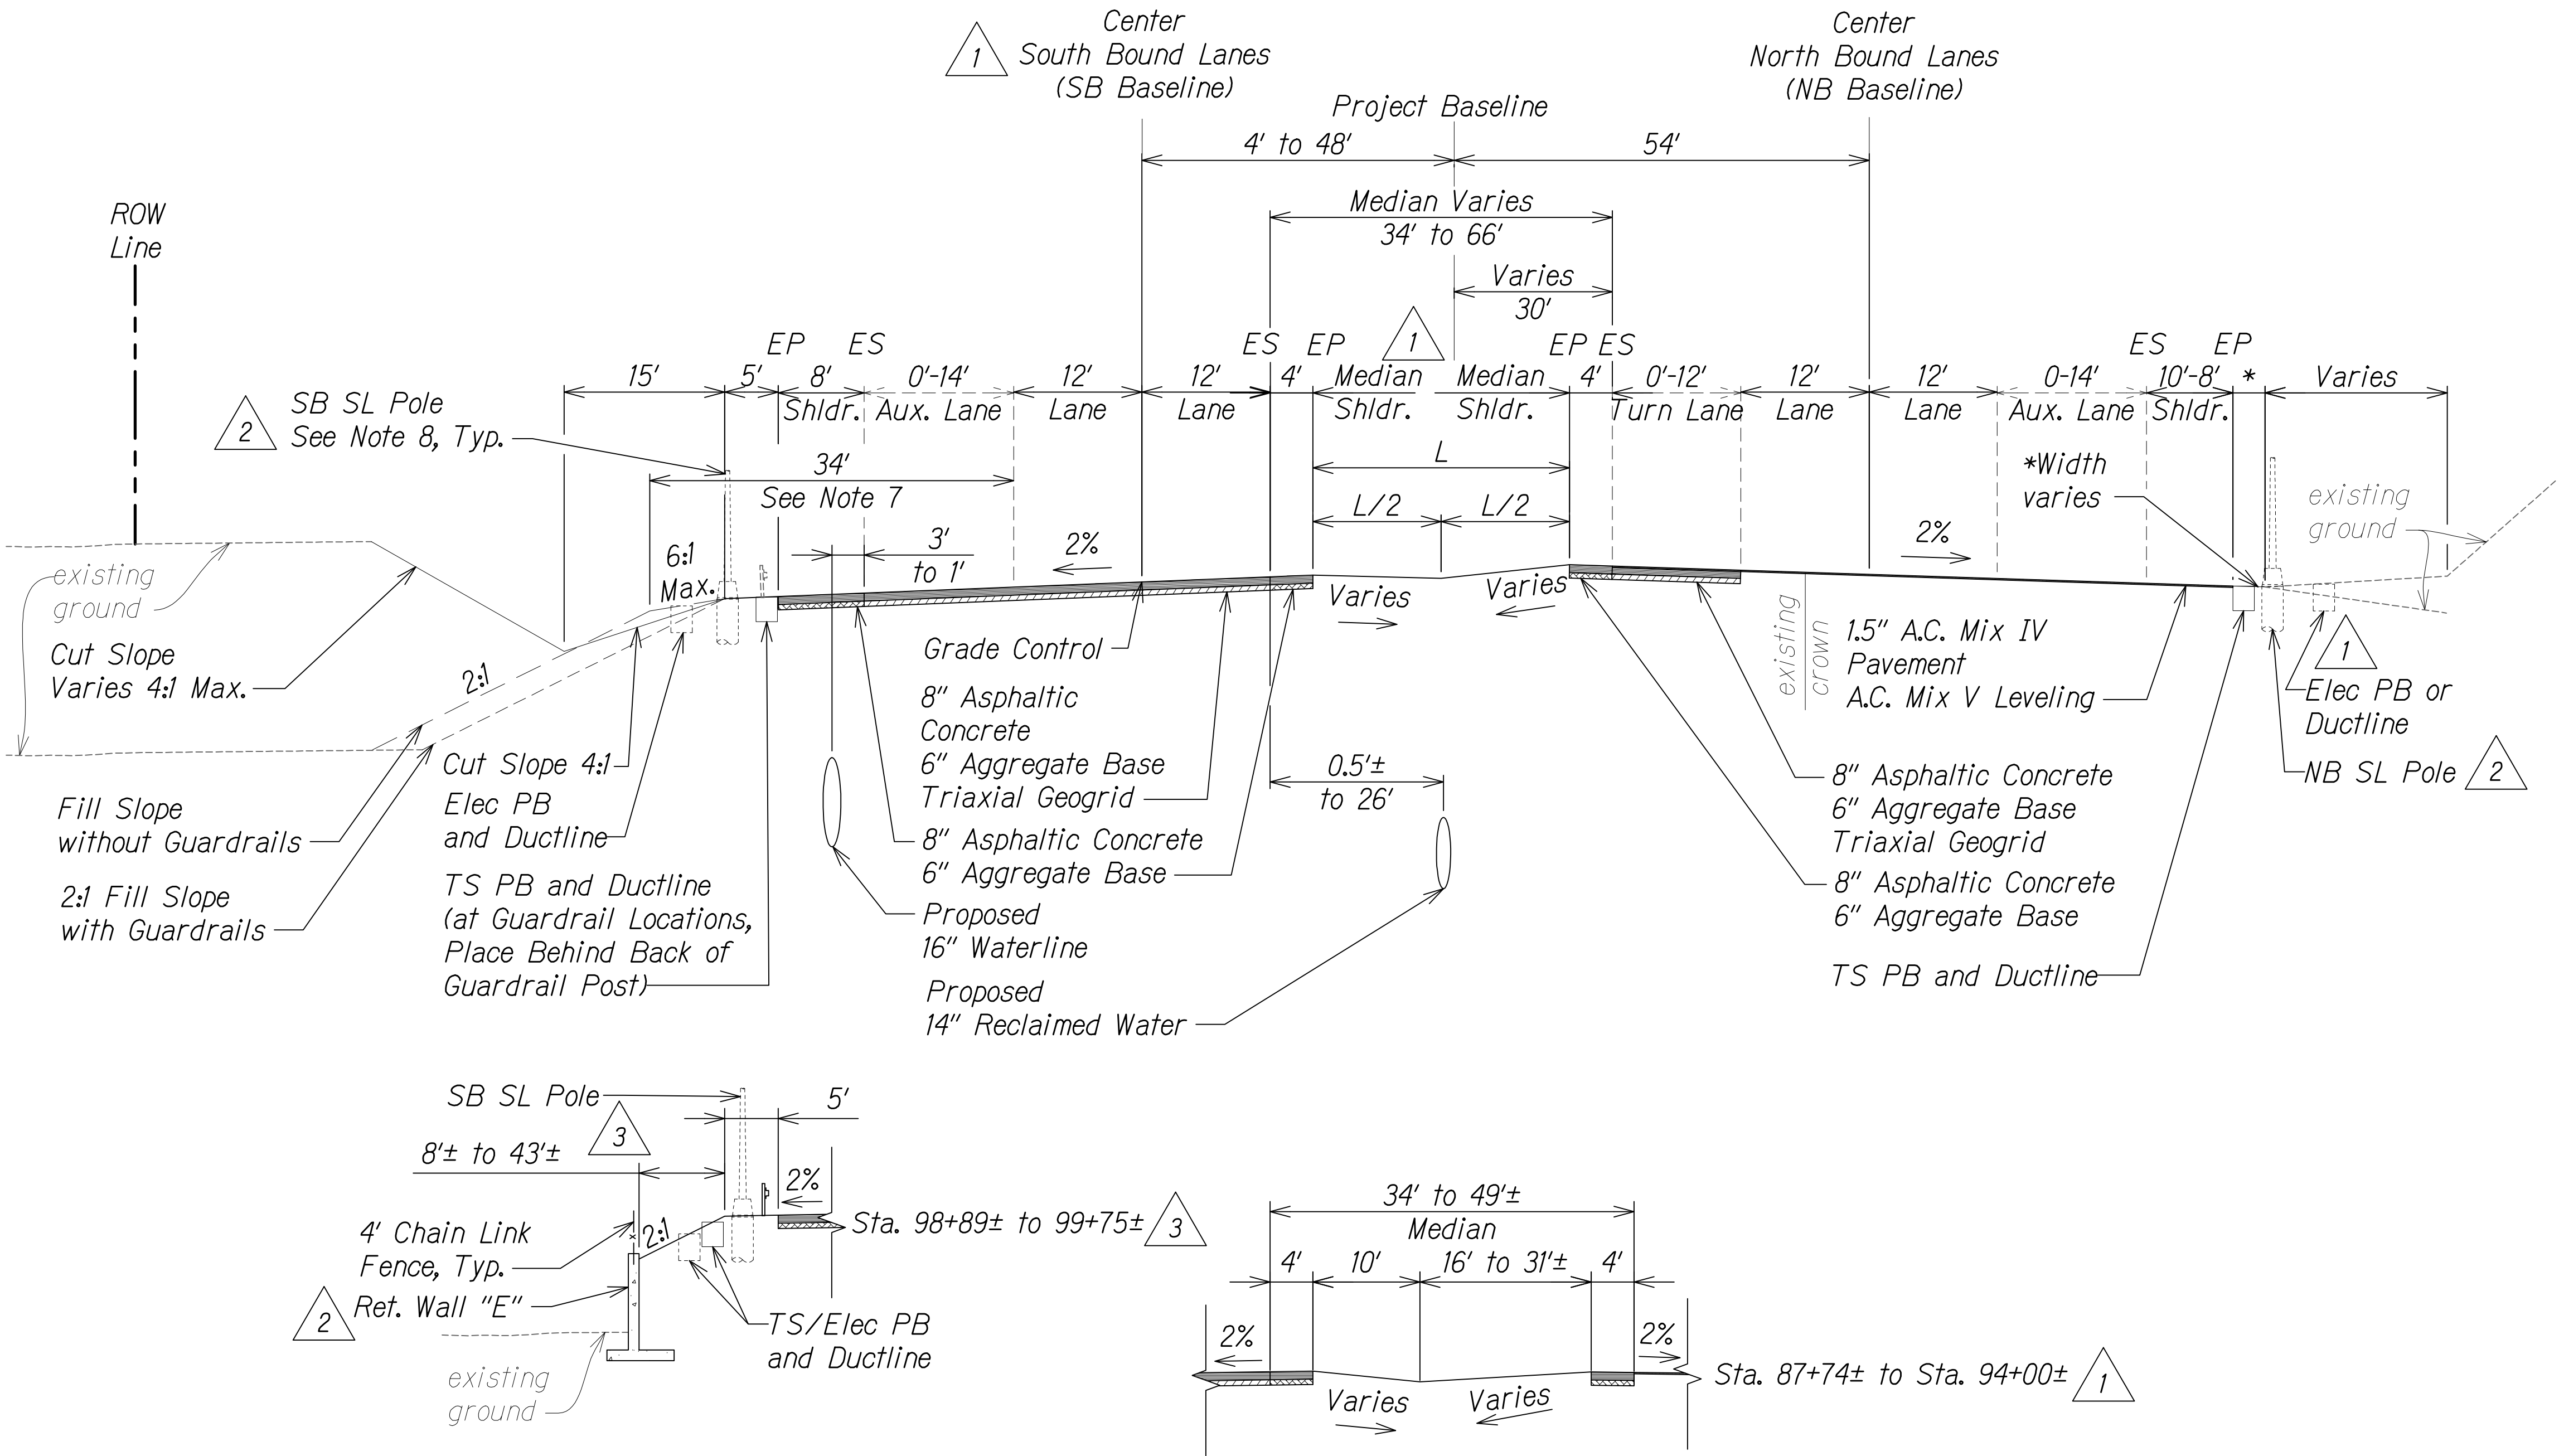 Center
South Bound Lanes
(SB Baseline)
1
Center
North Bound Lanes
(NB Baseline)
Project Baseline
4' to 48'
54'
Median Varies
34' to 66'
Varies
30'
1
ROW
Line
EP
ES
ES
EP
EP
ES
ES
EP
15'
5'
8'
Shldr.
0'-14'
Aux. Lane
12'
Lane
12'
Lane
4'
Median
Shldr.
Median
Shldr.
4'
0'-12'
Turn Lane
12'
Lane
12'
Lane
0-14'
Aux. Lane
10'-8'
Shldr.
*
Varies
2
SB SL Pole
See Note 8, Typ.
34'
See Note 7
L
L/2
L/2
*Width
varies
existing
ground
3'
to 1'
2%
2%
6:1
Max.
existing
ground
Varies
Varies
Cut Slope
Varies 4:1 Max.
2:1
Grade Control
existing
crown
1.5" A.C. Mix IV
Pavement
A.C. Mix V Leveling
1
Elec PB or
Ductline
NB SL Pole
2
8" Asphaltic
Concrete
6" Aggregate Base
Triaxial Geogrid
0.5'±
to 26'
Cut Slope 4:1
Elec PB
and Ductline
Fill Slope
without Guardrails
2:1 Fill Slope
with Guardrails
8" Asphaltic Concrete
6" Aggregate Base
8" Asphaltic Concrete
6" Aggregate Base
Triaxial Geogrid
8" Asphaltic Concrete
6" Aggregate Base
TS PB and Ductline
(at Guardrail Locations,
Place Behind Back of
Guardrail Post)
Proposed
16" Waterline
Proposed
14" Reclaimed Water
TS PB and Ductline
SB SL Pole
5'
3
8'± to 43'±
2%
2:1
Sta. 98+89± to 99+75±
3
4' Chain Link
Fence, Typ.
x
2
Ret. Wall "E"
TS/Elec PB
and Ductline
existing
ground
34' to 49'±
Median
4'
10'
16' to 31'±
4'
2%
2%
Varies
Varies
Sta. 87+74± to Sta. 94+00±
1